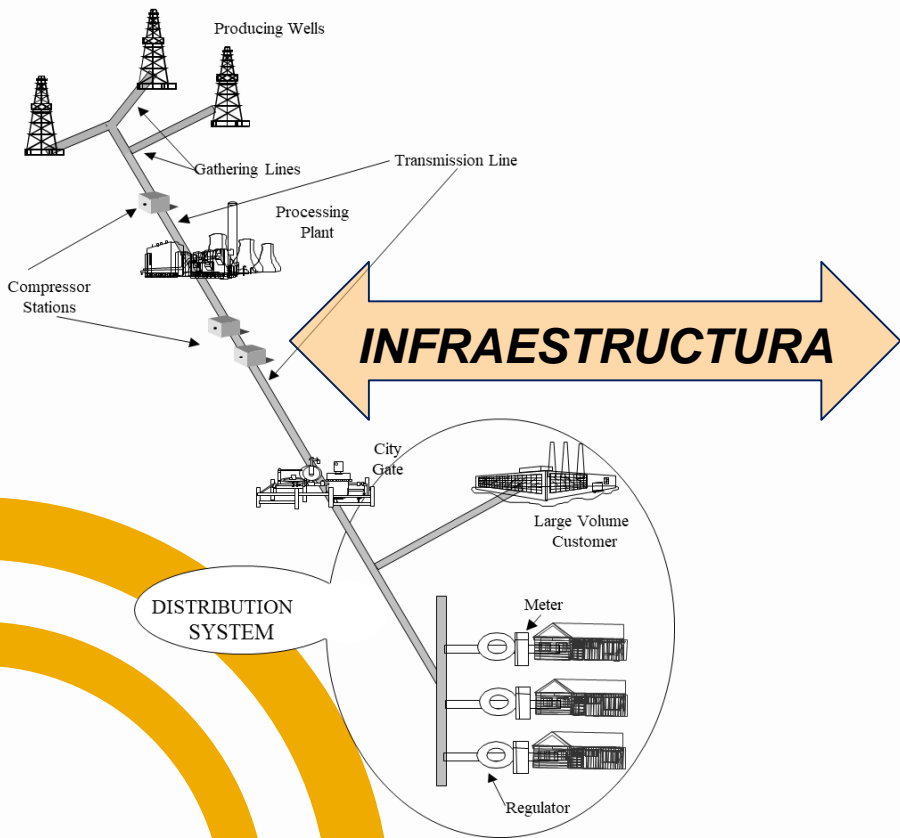 Producing Wells
Gathering Lines
Transmission Line
Processing
Plant
Compressor
Stations
INFRAESTRUCTURA
City
Gate
Large Volume
Customer
DISTRIBUTION
SYSTEM
Meter
Regulator